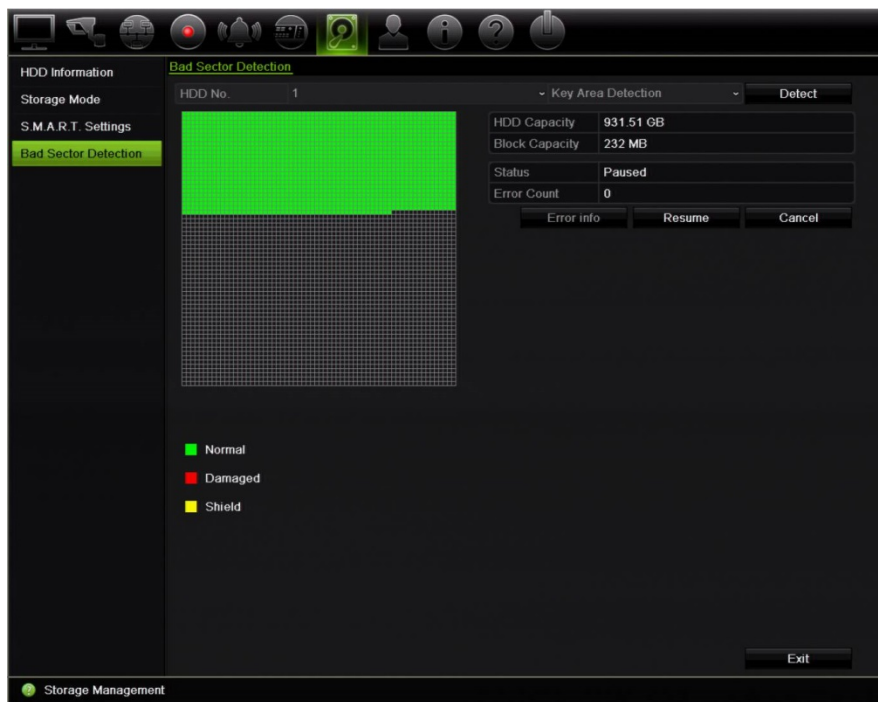 HDD Information
Storage Mode
S.M.A.R.T. Settings
Bad Sector Detection
Bad Sector Detection
HDD No. 1 Key Area Detection Detect
HDD Capacity 931.51 GB
Block Capacity 232 MB
Status Paused
Error Count 0
Error info Resume Cancel
Normal
Damaged
Shield
Exit
Storage Management